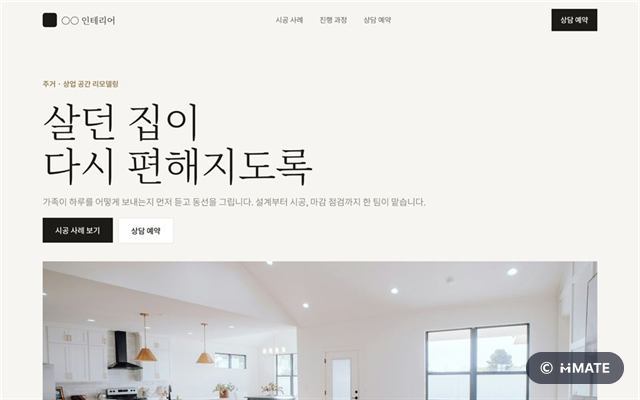 ○○ 인테리어
시공 사례 진행 과정 상담 예약
상담 예약
주거 · 상업 공간 리모델링
살던 집이
다시 편해지도록
가족이 하루를 어떻게 보내는지 먼저 듣고 동선을 그립니다. 설계부터 시공, 마감 점검까지 한 팀이 맡습니다.
시공 사례 보기 상담 예약
© HMATE